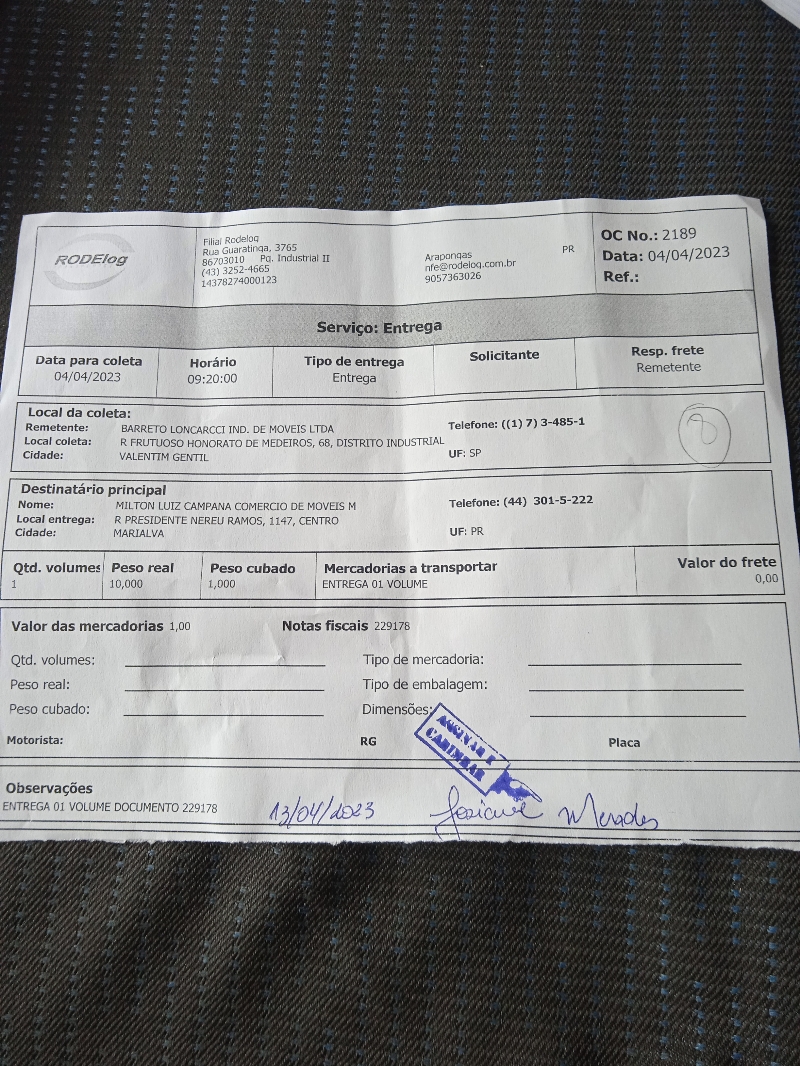 RODElog
Filial Rodelog
Rua Guaratinga, 3765
86703010 Pq. Industrial II
(43) 3252-4665
14378274000123
Arapongas PR
nfe@rodelog.com.br
9057363026
OC No.: 2189
Data: 04/04/2023
Ref.:
Serviço: Entrega
Data para coleta Horário Tipo de entrega Solicitante Resp. frete
04/04/2023 09:20:00 Entrega Remetente
Local da coleta:
Remetente: BARRETO LONCARCCI IND. DE MOVEIS LTDA Telefone: ((1) 7) 3-485-1
Local coleta: R FRUTUOSO HONORATO DE MEDEIROS, 68, DISTRITO INDUSTRIAL
Cidade: VALENTIM GENTIL UF: SP
8
Destinatário principal
Nome: MILTON LUIZ CAMPANA COMERCIO DE MOVEIS M Telefone: (44) 301-5-222
Local entrega: R PRESIDENTE NEREU RAMOS, 1147, CENTRO
Cidade: MARIALVA UF: PR
Qtd. volumes Peso real Peso cubado Mercadorias a transportar Valor do frete
1 10,000 1,000 ENTREGA 01 VOLUME 0,00
Valor das mercadorias 1,00 Notas fiscais 229178
Qtd. volumes: Tipo de mercadoria:
Peso real: Tipo de embalagem:
Peso cubado: Dimensões:
ASSINAR E
CARIMBAR
Motorista: RG Placa
Observações
ENTREGA 01 VOLUME DOCUMENTO 229178 13/04/2023